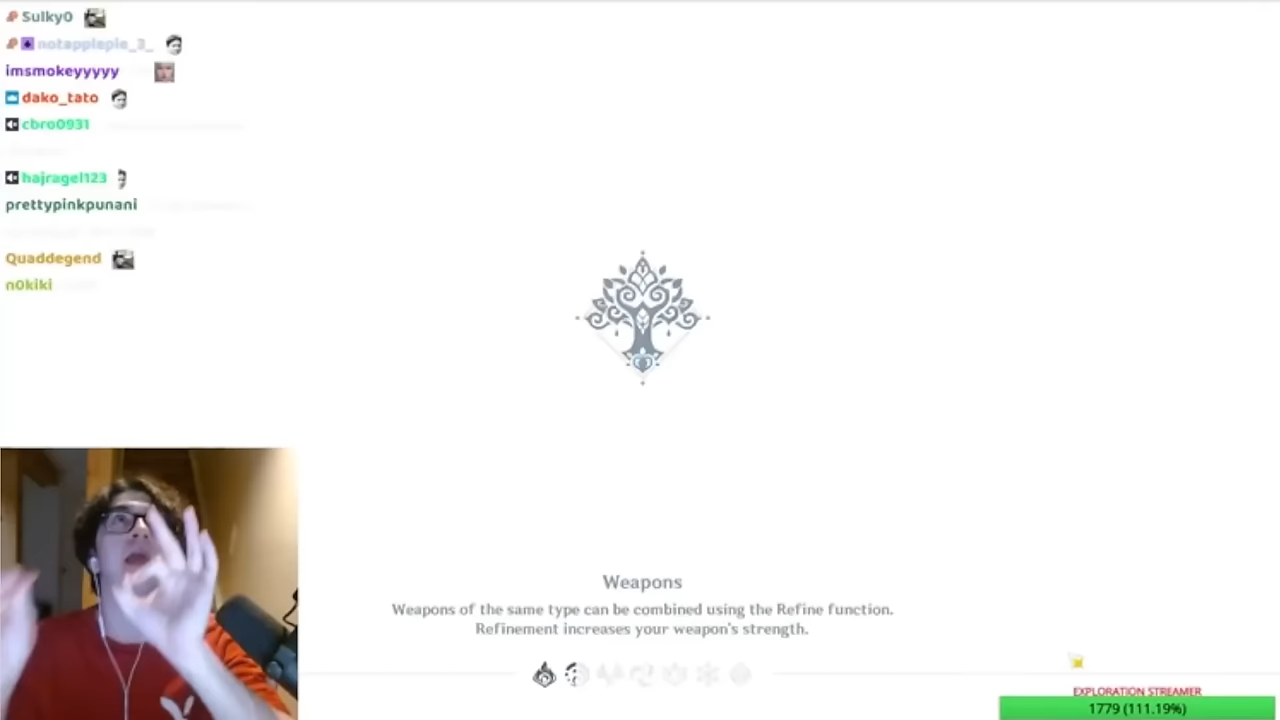 Sulky0
notapplepie_3_
imsmokeyyyyy
dako_tato
cbro0931
hajragel123
prettypinkpunani
Quaddegend
n0kiki
Weapons
Weapons of the same type can be combined using the Refine function.
Refinement increases your weapon's strength.
EXPLORATION STREAMER
1779 (111.19%)